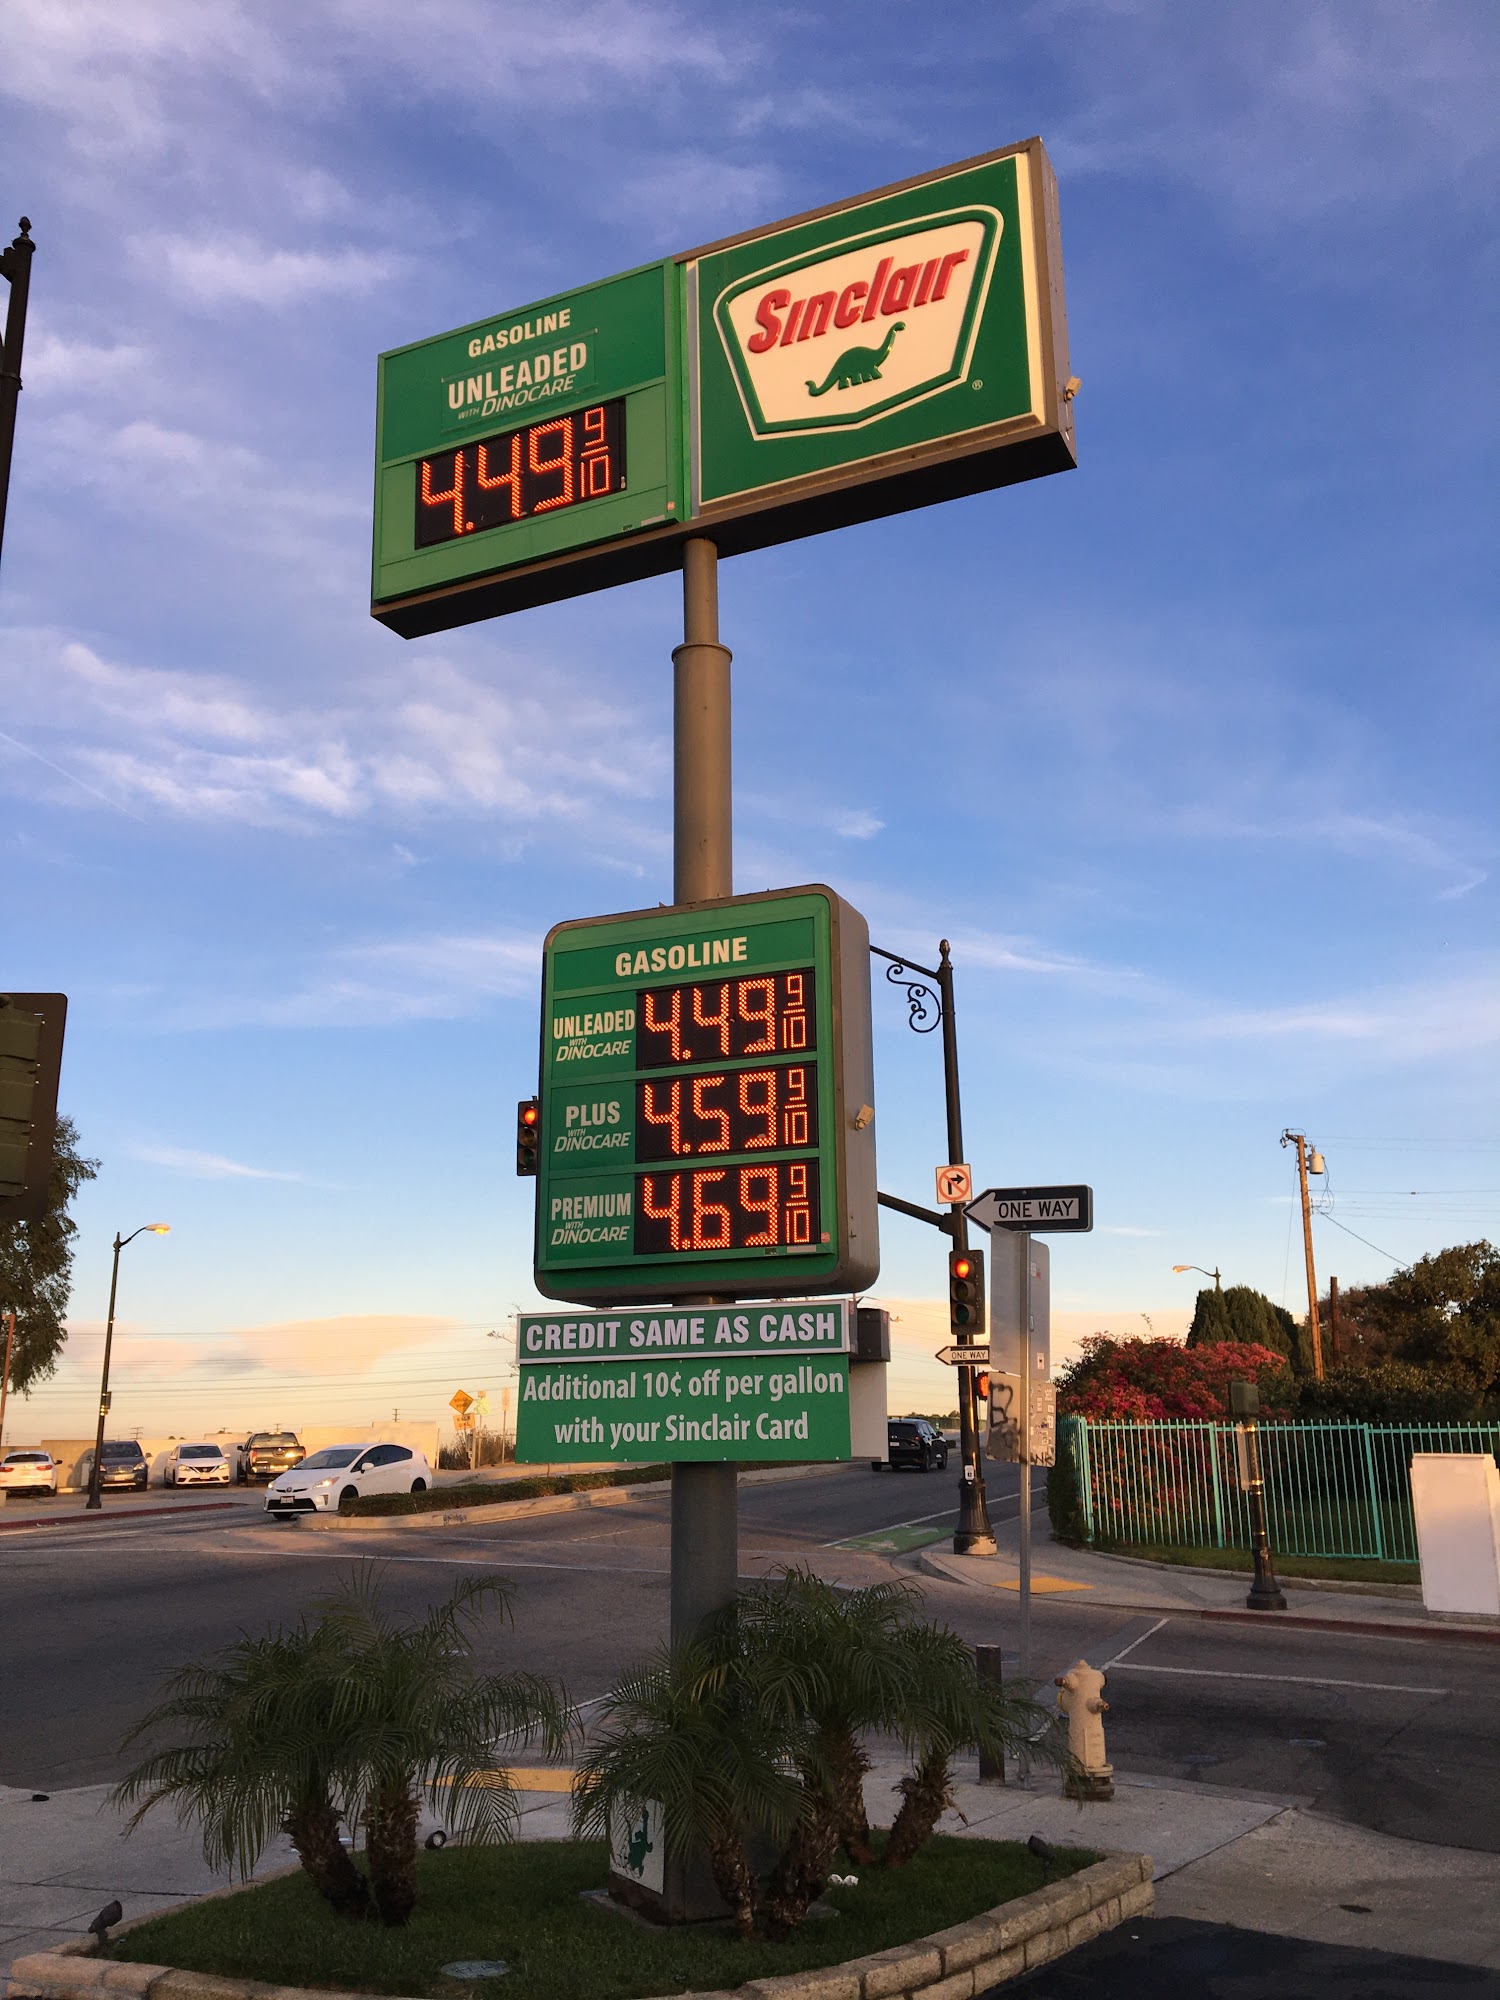 Sinclair
®
GASOLINE
UNLEADED
WITH DINOCARE
4.49 9/10
GASOLINE
UNLEADED
WITH
DINOCARE
4.49 9/10
PLUS
WITH
DINOCARE
4.59 9/10
PREMIUM
WITH
DINOCARE
4.69 9/10
CREDIT SAME AS CASH
Additional 10¢ off per gallon
with your Sinclair Card
ONE WAY
ONE WAY